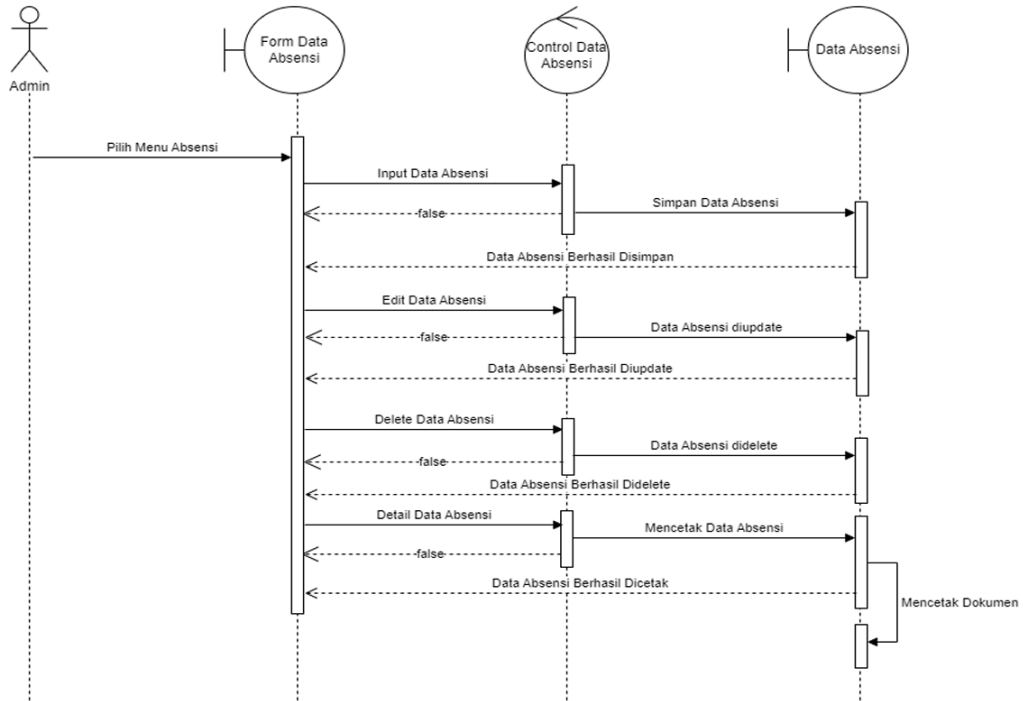 Form Data
Absensi
Control Data
Absensi
Data Absensi
Admin
Pilih Menu Absensi
Input Data Absensi
Simpan Data Absensi
false
Data Absensi Berhasil Disimpan
Edit Data Absensi
Data Absensi diupdate
false
Data Absensi Berhasil Diupdate
Delete Data Absensi
Data Absensi didelete
false
Data Absensi Berhasil Didelete
Detail Data Absensi
Mencetak Data Absensi
false
Data Absensi Berhasil Dicetak
Mencetak Dokumen